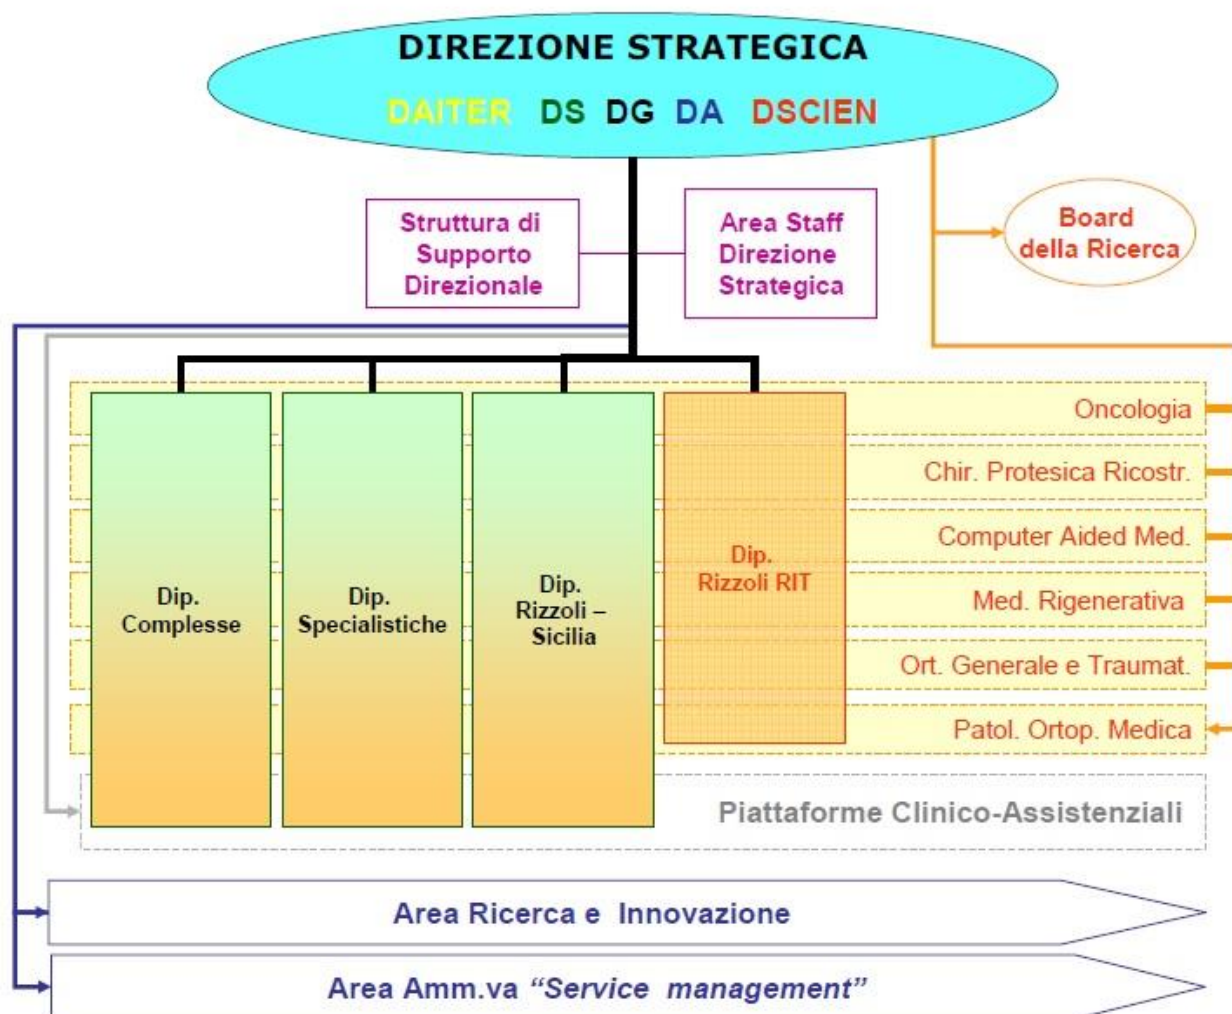 DIREZIONE STRATEGICA
DAITER DS DG DA DSCIEN
Struttura di
Supporto
Direzionale
Area Staff
Direzione
Strategica
Board
della Ricerca
Oncologia
Chir. Protesica Ricostr.
Computer Aided Med.
Med. Rigenerativa
Ort. Generale e Traumat.
Patol. Ortop. Medica
Dip.
Complesse
Dip.
Specialistiche
Dip.
Rizzoli –
Sicilia
Dip.
Rizzoli RIT
Piattaforme Clinico-Assistenziali
Area Ricerca e Innovazione
Area Amm.va “Service management”